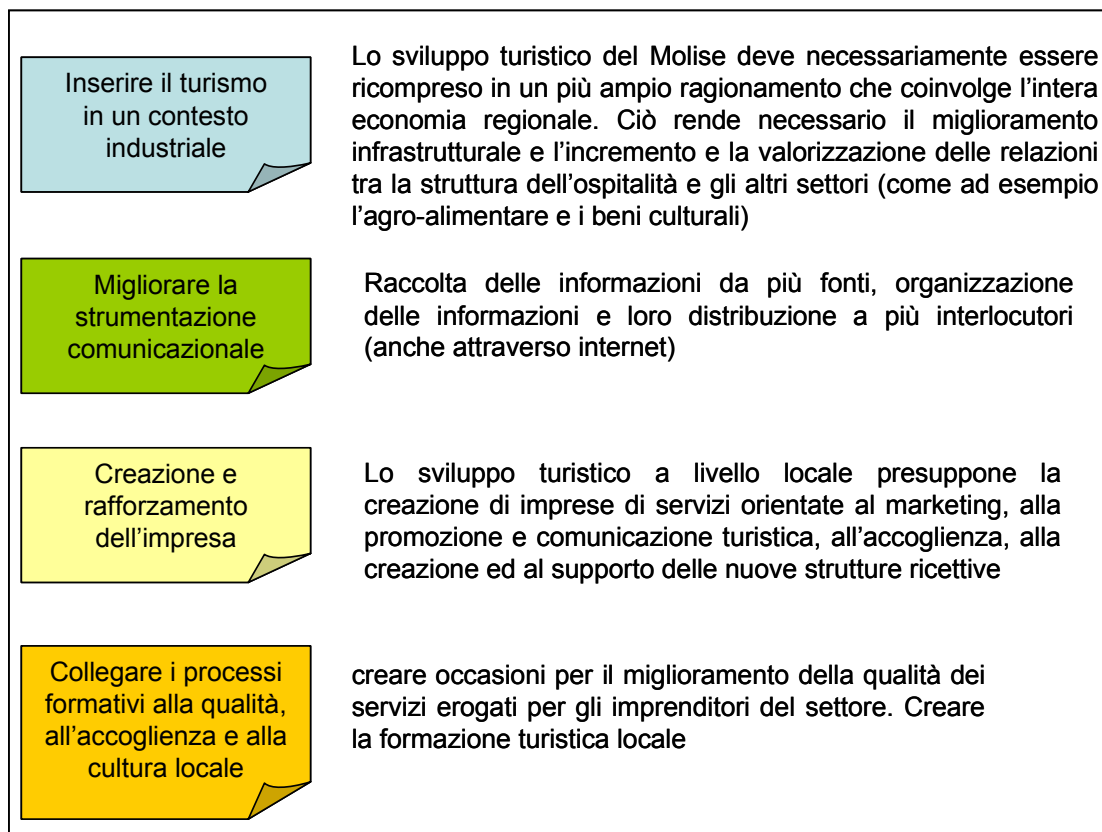 Inserire il turismo
in un contesto
industriale
Lo sviluppo turistico del Molise deve necessariamente essere
ricompreso in un più ampio ragionamento che coinvolge l'intera
economia regionale. Ciò rende necessario il miglioramento
infrastrutturale e l'incremento e la valorizzazione delle relazioni
tra la struttura dell'ospitalità e gli altri settori (come ad esempio
l'agro-alimentare e i beni culturali)
Migliorare la
strumentazione
comunicazionale
Raccolta delle informazioni da più fonti, organizzazione
delle informazioni e loro distribuzione a più interlocutori
(anche attraverso internet)
Creazione e
rafforzamento
dell'impresa
Lo sviluppo turistico a livello locale presuppone la
creazione di imprese di servizi orientate al marketing, alla
promozione e comunicazione turistica, all'accoglienza, alla
creazione ed al supporto delle nuove strutture ricettive
Collegare i processi
formativi alla qualità,
all'accoglienza e alla
cultura locale
creare occasioni per il miglioramento della qualità dei
servizi erogati per gli imprenditori del settore. Creare
la formazione turistica locale